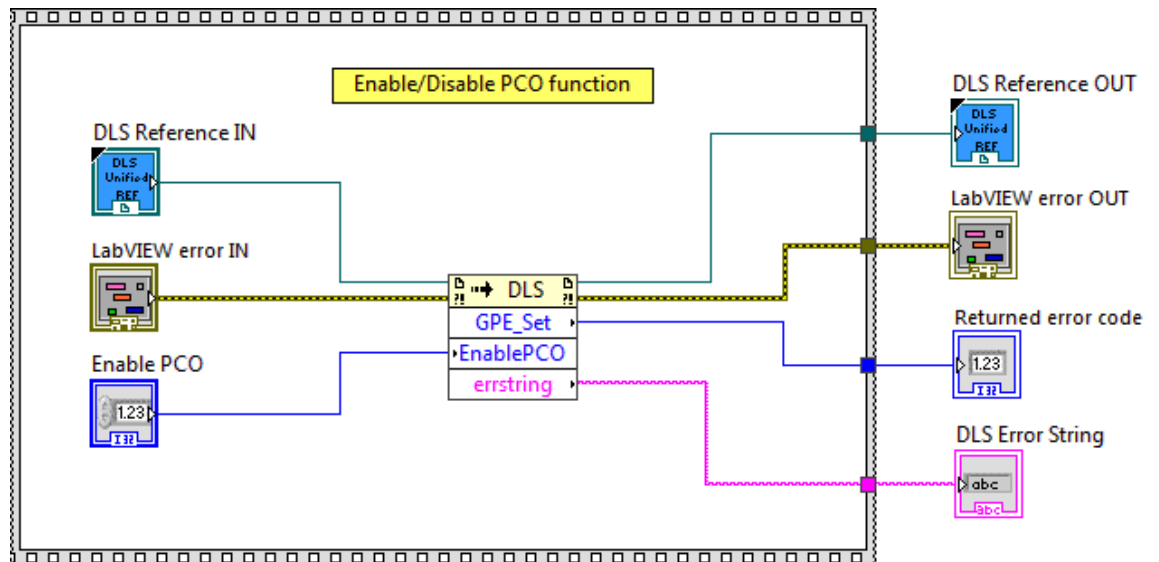 Enable/Disable PCO function
DLS Reference IN
DLS
Unified
REF
LabVIEW error IN
Enable PCO
1.23
I32
?! DLS ?!
GPE_Set
EnablePCO
errstring
DLS Reference OUT
DLS
Unified
REF
LabVIEW error OUT
Returned error code
1.23
I32
DLS Error String
abc
abc